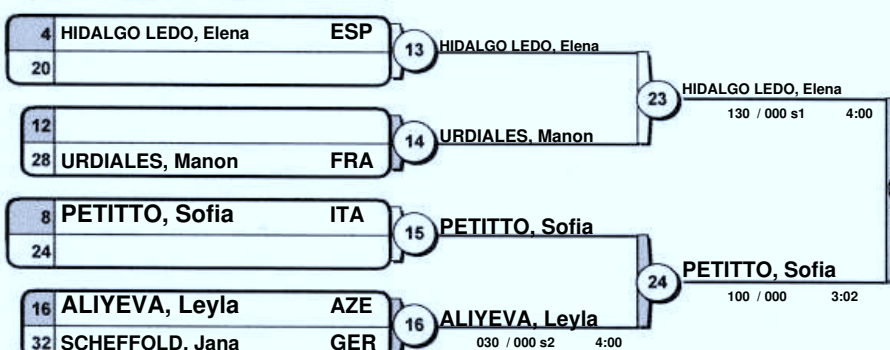 4 HIDALGO LEDO, Elena ESP
20
13 HIDALGO LEDO, Elena
12
28 URDIALES, Manon FRA
14 URDIALES, Manon
23 HIDALGO LEDO, Elena
130 / 000 s1 4:00
8 PETITTO, Sofia ITA
24
15 PETITTO, Sofia
16 ALIYEVA, Leyla AZE
32 SCHEFFOLD, Jana GER
16 ALIYEVA, Leyla
030 / 000 s2 4:00
24 PETITTO, Sofia
100 / 000 3:02